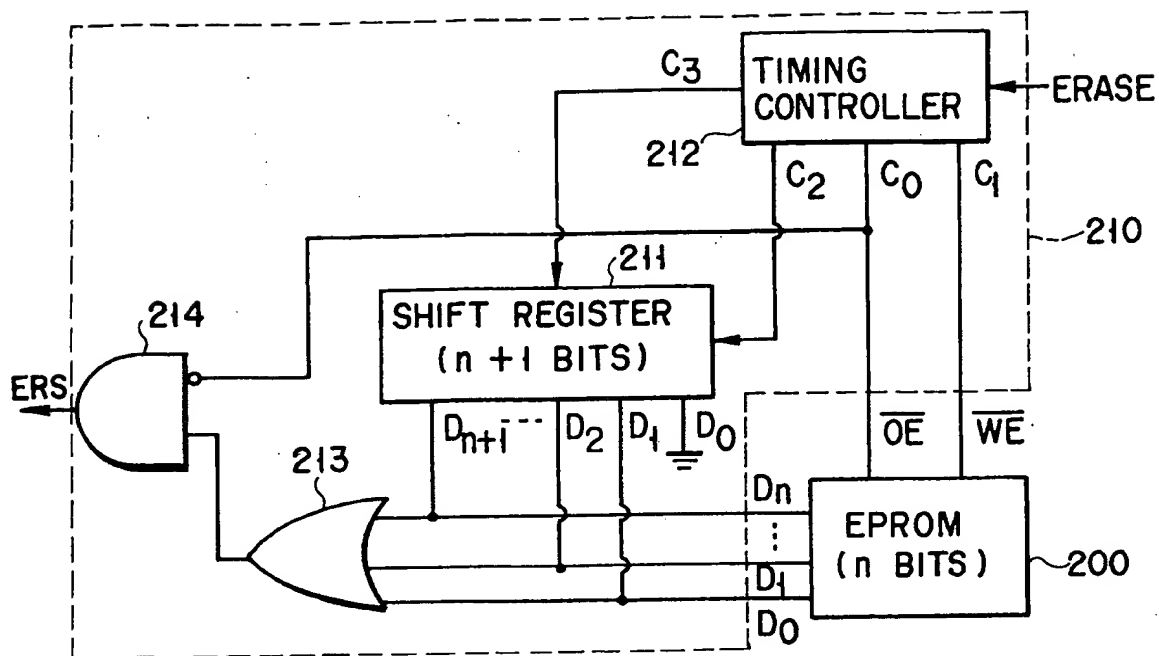 C3
TIMING
CONTROLLER
ERASE
212
C2
C0
C1
210
211
SHIFT REGISTER
(n + 1 BITS)
214
ERS
Dn+1
---
D2
D1
D0
OE
WE
213
Dn
EPROM
(n BITS)
200
D1
D0